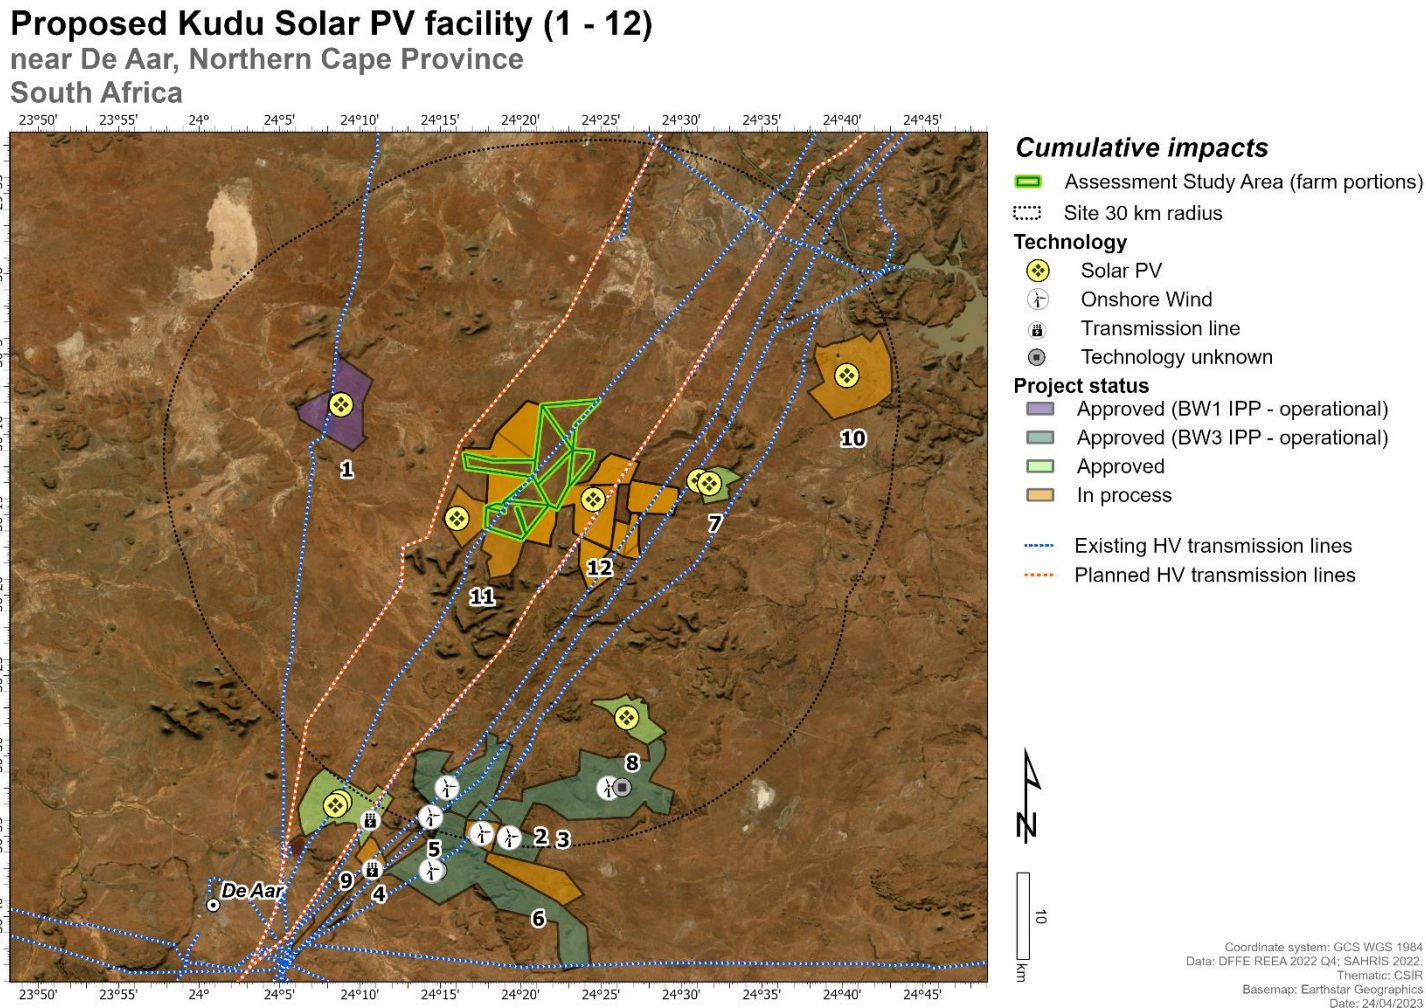 Proposed Kudu Solar PV facility (1 - 12)
near De Aar, Northern Cape Province
South Africa
23°50' 23°55' 24° 24°5' 24°10' 24°15' 24°20' 24°25' 24°30' 24°35' 24°40' 24°45'
Cumulative impacts
Assessment Study Area (farm portions)
Site 30 km radius
Technology
Solar PV
Onshore Wind
Transmission line
Technology unknown
Project status
Approved (BW1 IPP - operational)
Approved (BW3 IPP - operational)
Approved
In process
Existing HV transmission lines
Planned HV transmission lines
10
1
7
12
11
8
2 3
5
9 4
De Aar
6
N
10
km
23°50' 23°55' 24° 24°5' 24°10' 24°15' 24°20' 24°25' 24°30' 24°35' 24°40' 24°45'
Coordinate system: GCS WGS 1984
Data: DFFE REEA 2022 Q4; SAHRIS 2022.
Thematic: CSIR
Basemap: Earthstar Geographics
Date: 24/04/2023